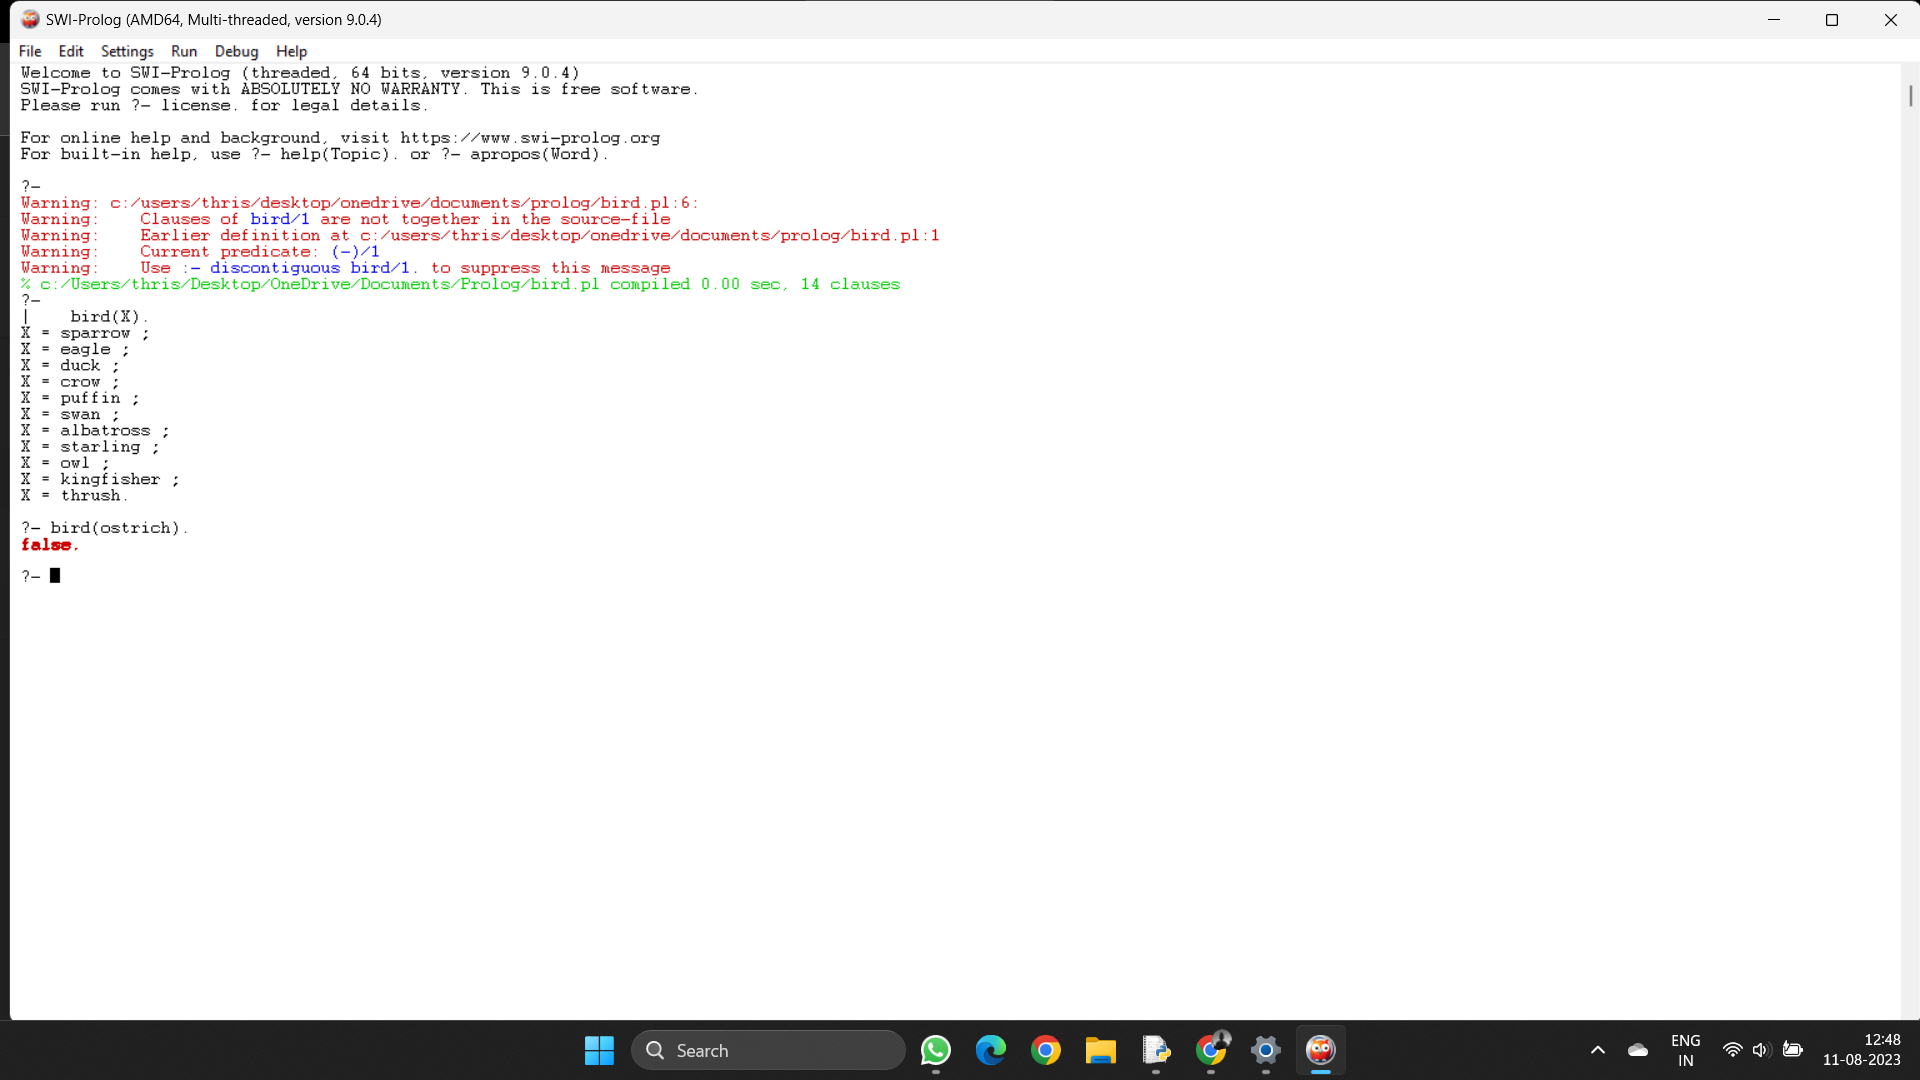 SWI-Prolog (AMD64, Multi-threaded, version 9.0.4)
File Edit Settings Run Debug Help
Welcome to SWI-Prolog (threaded, 64 bits, version 9.0.4)
SWI-Prolog comes with ABSOLUTELY NO WARRANTY. This is free software.
Please run ?- license. for legal details.
For online help and background, visit https://www.swi-prolog.org
For built-in help, use ?- help(Topic). or ?- apropos(Word).
?-
Warning: c:/users/thris/desktop/onedrive/documents/prolog/bird.pl:6:
Warning:    Clauses of bird/1 are not together in the source-file
Warning:    Earlier definition at c:/users/thris/desktop/onedrive/documents/prolog/bird.pl:1
Warning:    Current predicate: (-)/1
Warning:    Use :- discontiguous bird/1. to suppress this message
% c:/Users/thris/Desktop/OneDrive/Documents/Prolog/bird.pl compiled 0.00 sec, 14 clauses
?-
|    bird(X).
X = sparrow ;
X = eagle ;
X = duck ;
X = crow ;
X = puffin ;
X = swan ;
X = albatross ;
X = starling ;
X = owl ;
X = kingfisher ;
X = thrush.
?- bird(ostrich).
false.
?-
Search
ENG
IN
12:48
11-08-2023